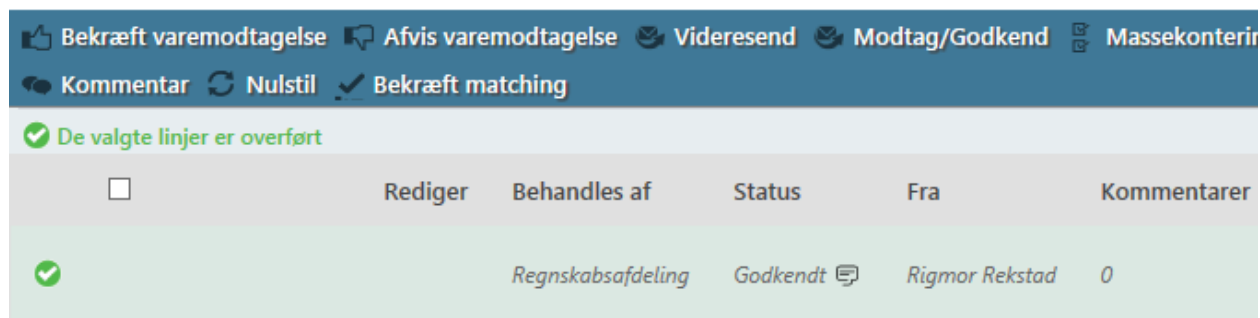 Bekræft varemodtagelse Afvis varemodtagelse Videresend Modtag/Godkend
Kommentar Nulstil Bekræft matching
De valgte linjer er overført
Rediger Behandles af Status Fra Kommentarer
Regnskabsafdeling Godkendt Rigmor Rekstad 0